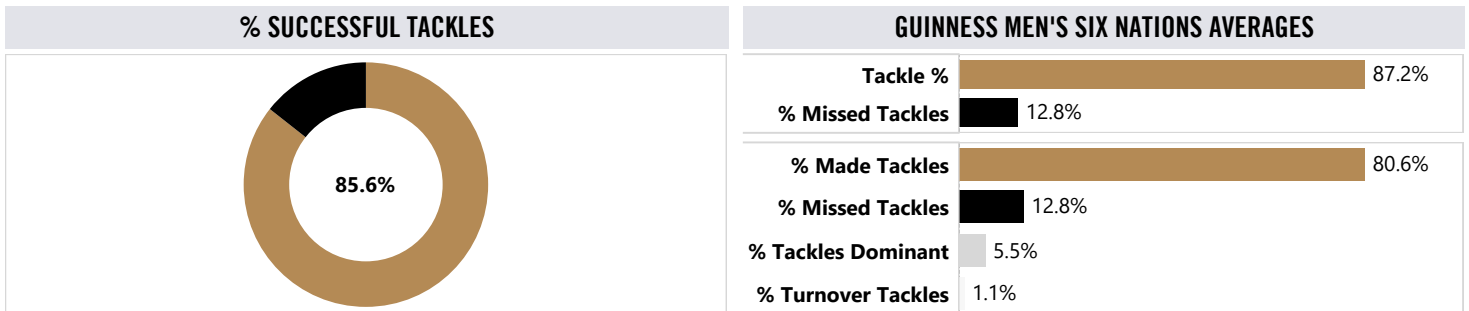 % SUCCESSFUL TACKLES
85.6%
GUINNESS MEN'S SIX NATIONS AVERAGES
Tackle % 87.2%
% Missed Tackles 12.8%
% Made Tackles 80.6%
% Missed Tackles 12.8%
% Tackles Dominant 5.5%
% Turnover Tackles 1.1%